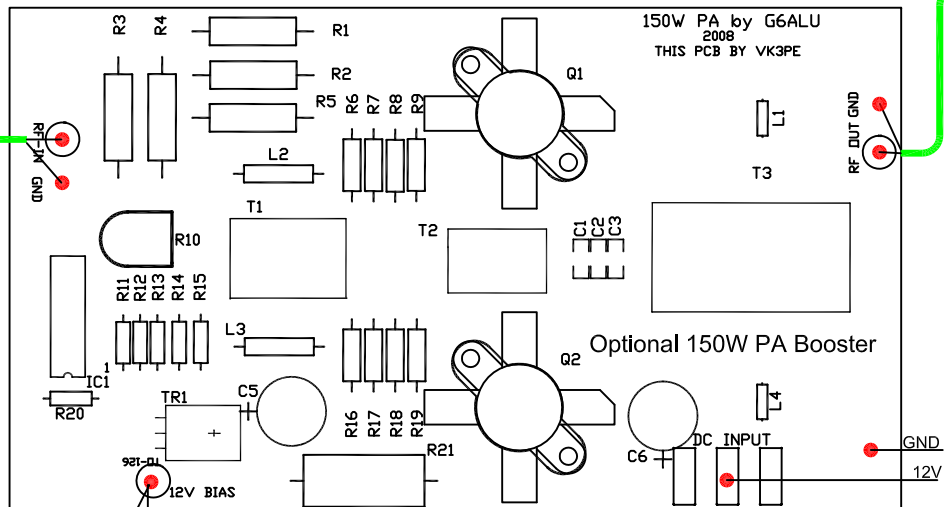 150W PA by G6ALU
2008
THIS PCB BY VK3PE
R3
R4
R1
R2
R5
R6
R7
R8
R9
Q1
L1
GND
RF OUT
RF-IN
GND
L2
T3
T1
T2
C1
C2
C3
R10
R11
R12
R13
R14
R15
L3
Optional 150W PA Booster
1
IC1
R20
TR1
C5
Q2
L4
R16
R17
R18
R19
R21
DC INPUT
C6
GND
12V
TO-126
12V BIAS